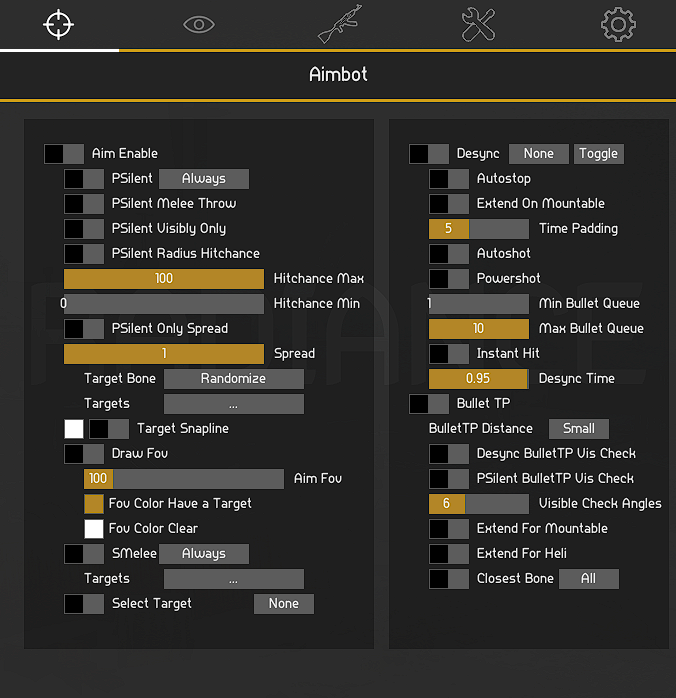 Aimbot
Aim Enable
PSilent Always
PSilent Melee Throw
PSilent Visibly Only
PSilent Radius Hitchance
100 Hitchance Max
0 Hitchance Min
PSilent Only Spread
1 Spread
Target Bone Randomize
Targets ...
Target Snapline
Draw Fov
100 Aim Fov
Fov Color Have a Target
Fov Color Clear
SMelee Always
Targets ...
Select Target None
Desync None Toggle
Autostop
Extend On Mountable
5 Time Padding
Autoshot
Powershot
1 Min Bullet Queue
10 Max Bullet Queue
Instant Hit
0.95 Desync Time
Bullet TP
BulletTP Distance Small
Desync BulletTP Vis Check
PSilent BulletTP Vis Check
6 Visible Check Angles
Extend For Mountable
Extend For Heli
Closest Bone All
RADIANCE